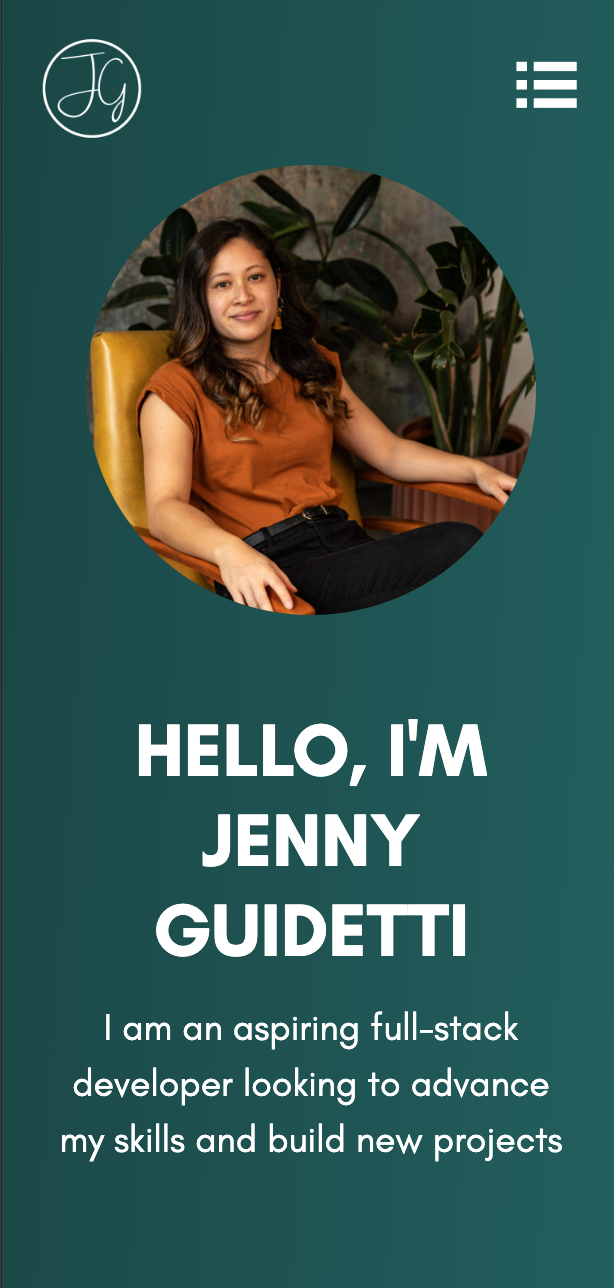 JG
HELLO, I'M
JENNY
GUIDETTI
I am an aspiring full-stack
developer looking to advance
my skills and build new projects